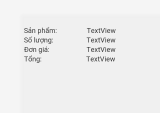 Sản phẩm: TextView
Số lượng: TextView
Đơn giá: TextView
Tổng: TextView